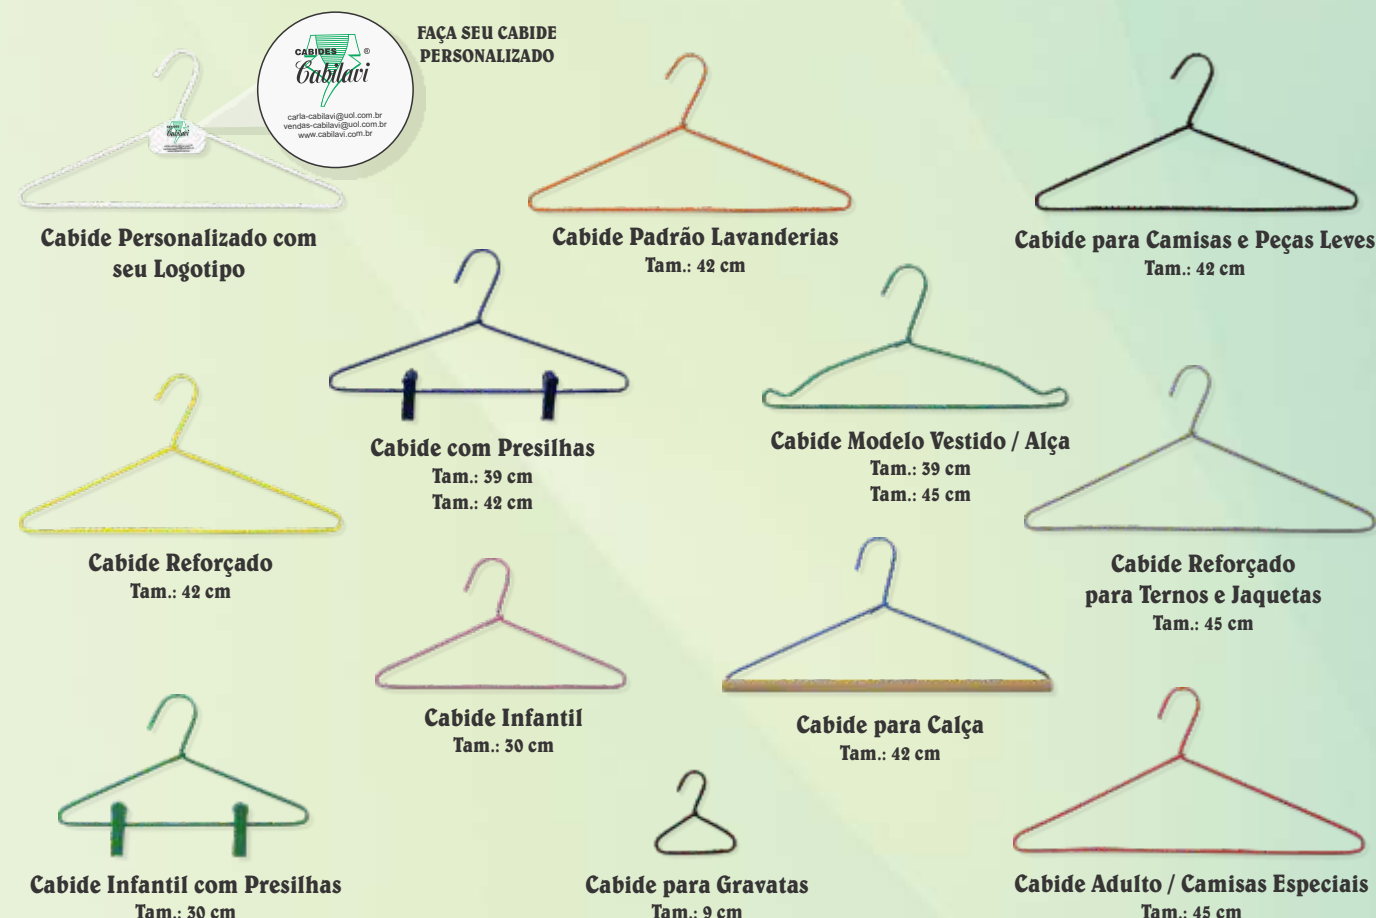 FAÇA SEU CABIDE
PERSONALIZADO
CABIDES ®
Cabilavi
carla-cabilavi@uol.com.br
vendas-cabilavi@uol.com.br
www.cabilavi.com.br
Cabilavi
Cabide Personalizado com
seu Logotipo
Cabide Padrão Lavanderias
Tam.: 42 cm
Cabide para Camisas e Peças Leves
Tam.: 42 cm
Cabide com Presilhas
Tam.: 39 cm
Tam.: 42 cm
Cabide Modelo Vestido / Alça
Tam.: 39 cm
Tam.: 45 cm
Cabide Reforçado
Tam.: 42 cm
Cabide Reforçado
para Ternos e Jaquetas
Tam.: 45 cm
Cabide Infantil
Tam.: 30 cm
Cabide para Calça
Tam.: 42 cm
Cabide Infantil com Presilhas
Tam.: 30 cm
Cabide para Gravatas
Tam.: 9 cm
Cabide Adulto / Camisas Especiais
Tam.: 45 cm